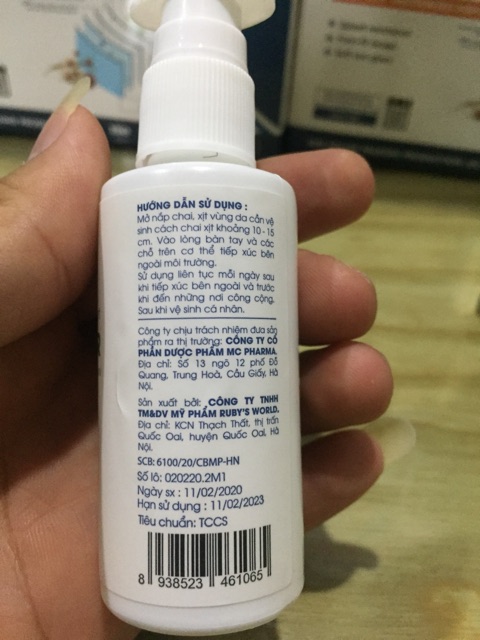 HƯỚNG DẪN SỬ DỤNG :
Mở nắp chai, xịt vùng da cần vệ
sinh cách chai xịt khoảng 10 - 15
cm. Vào lòng bàn tay và các
chỗ trên cơ thể tiếp xúc bên
ngoài môi trường.
Sử dụng liên tục mỗi ngày sau
khi tiếp xúc bên ngoài và trước
khi đến những nơi công cộng.
Sau khi vệ sinh cá nhân.
Công ty chịu trách nhiệm đưa sản
phẩm ra thị trường: CÔNG TY CỔ
PHẦN DƯỢC PHẨM MC PHARMA.
Địa chỉ: Số 13 ngõ 12 phố Đỗ
Quang, Trung Hoà, Cầu Giấy, Hà
Nội.
Sản xuất bởi: CÔNG TY TNHH
TM&DV MỸ PHẨM RUBY'S WORLD.
Địa chỉ: KCN Thạch Thất, thị trấn
Quốc Oai, huyện Quốc Oai, Hà
Nội.
SCB: 6100/20/CBMP-HN
Số lô: 020220.2M1
Ngày sx : 11/02/2020
Hạn sử dụng : 11/02/2023
Tiêu chuẩn: TCCS
8 938523 461065